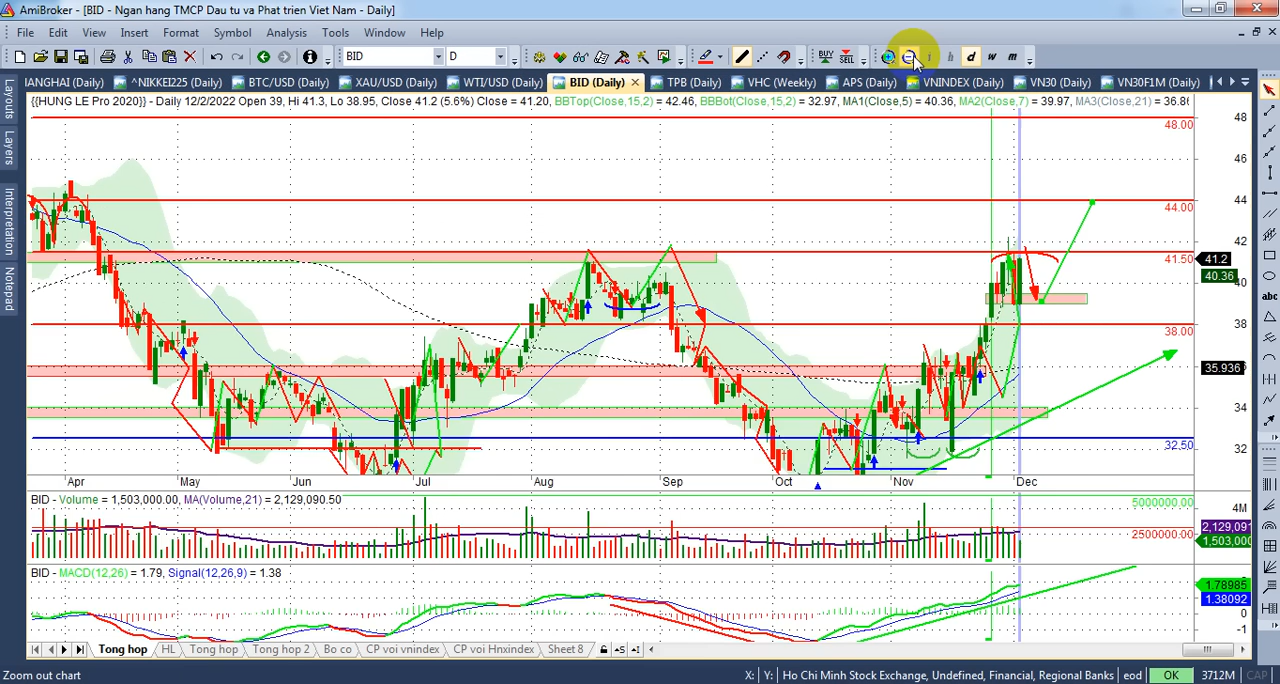 AmiBroker - [BID - Ngan hang TMCP Dau tu va Phat trien Viet Nam - Daily]
File Edit View Insert Format Symbol Analysis Tools Window Help
BID D BUY SELL h d w m
ANGHAI (Daily) ^NIKKEI225 (Daily) BTC/USD (Daily) XAU/USD (Daily) WTI/USD (Daily) BID (Daily) TPB (Daily) VHC (Weekly) APS (Daily) VNINDEX (Daily) VN30 (Daily) VN30F1M (Daily)
{{HUNG LE Pro 2020}} - Daily 12/2/2022 Open 39, Hi 41.3, Lo 38.95, Close 41.2 (5.6%) Close = 41.20, BBTop(Close,15,2) = 42.46, BBBot(Close,15,2) = 32.97, MA1(Close,5) = 40.36, MA2(Close,7) = 39.97, MA3(Close,21) = 36.86
Layouts
Layers
Interpretation
Notepad
48.00
48
46
44
44.00
42
41.50
41.2
40.36
40
38
38.00
35.936
34
32.50
32
Apr May Jun Jul Aug Sep Oct Nov Dec
BID - Volume = 1,503,000.00, MA(Volume,21) = 2,129,090.50
5000000.00
4M
2,129,091
2500000.00
1,503,000
BID - MACD(12,26) = 1.79, Signal(12,26,9) = 1.38
1.78985
1.38092
0
-1
Tong hop HL Tong hop Tong hop 2 Bo co CP voi vnindex CP voi Hnxindex Sheet 8
Zoom out chart X: Y: Ho Chi Minh Stock Exchange, Undefined, Financial, Regional Banks eod OK 3712M CAP
abc